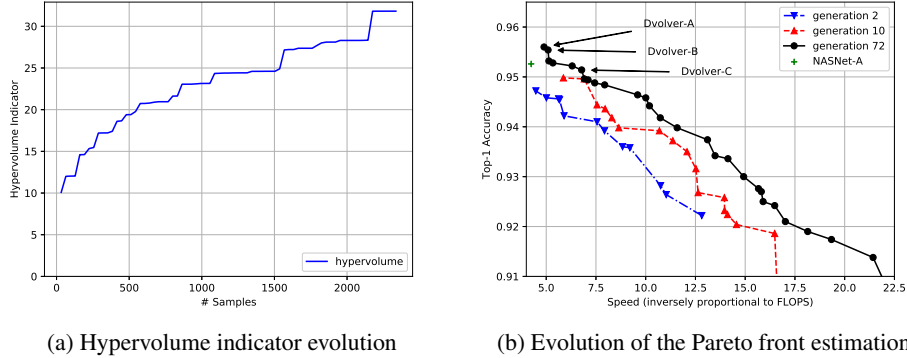 30
25
20
15
10
5
0
Hypervolume Indicator
0
500
1000
1500
2000
# Samples
hypervolume
(a) Hypervolume indicator evolution
0.96
0.95
0.94
0.93
0.92
0.91
Top-1 Accuracy
Dvolver-A
Dvolver-B
Dvolver-C
generation 2
generation 10
generation 72
NASNet-A
5.0
7.5
10.0
12.5
15.0
17.5
20.0
22.5
Speed (inversely proportional to FLOPS)
(b) Evolution of the Pareto front estimation